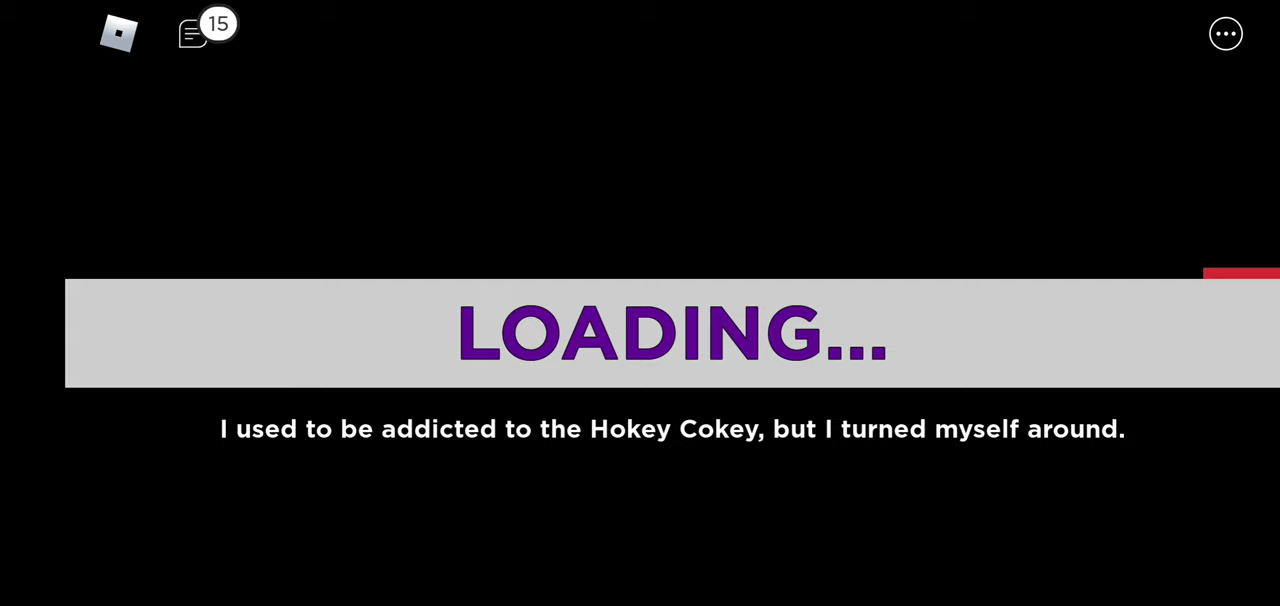 15
LOADING...
I used to be addicted to the Hokey Cokey, but I turned myself around.